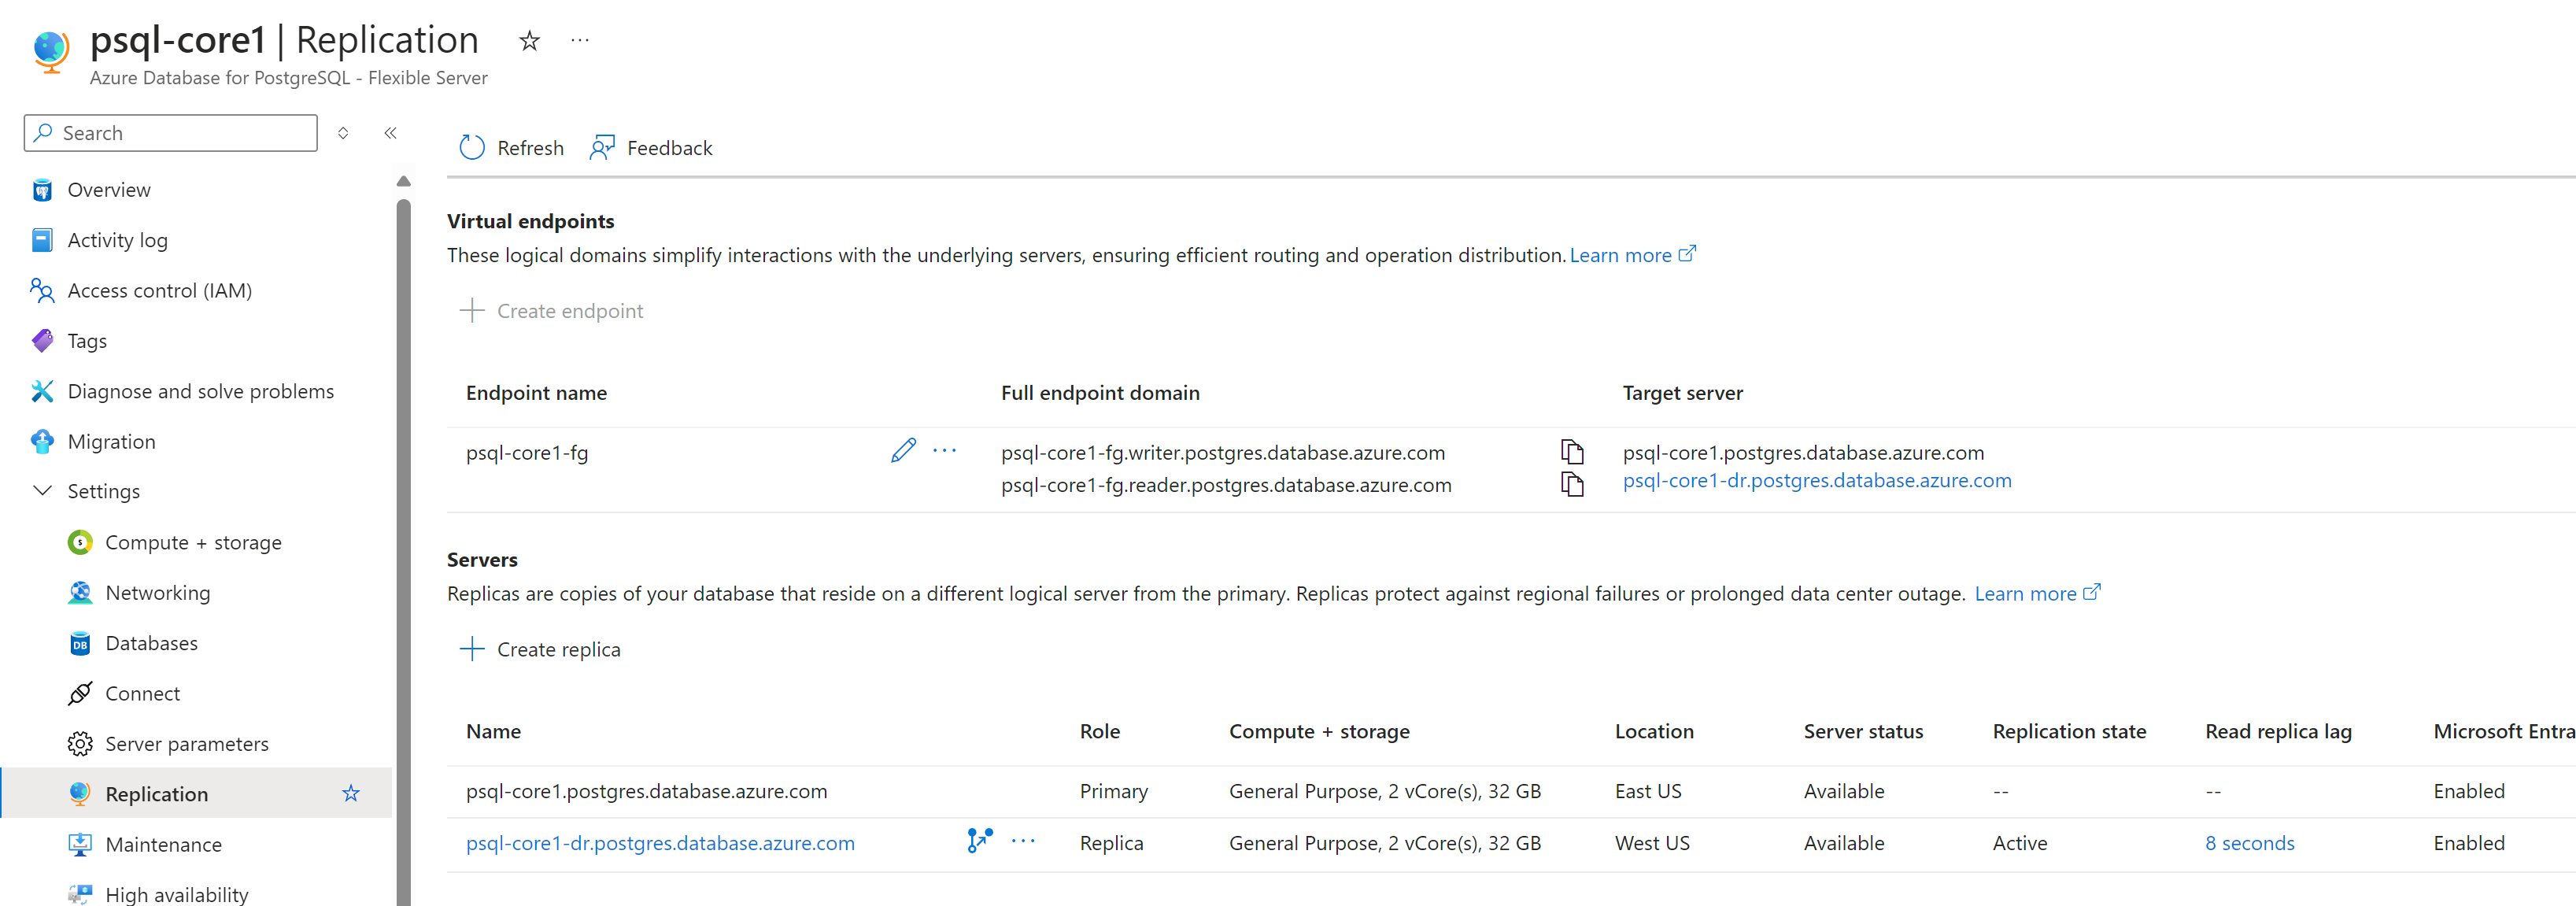 psql-core1 | Replication
Azure Database for PostgreSQL - Flexible Server
Search
Overview
Activity log
Access control (IAM)
Tags
Diagnose and solve problems
Migration
Settings
Compute + storage
Networking
Databases
Connect
Server parameters
Replication
Maintenance
High availability
Refresh Feedback
Virtual endpoints
These logical domains simplify interactions with the underlying servers, ensuring efficient routing and operation distribution. Learn more
Create endpoint
Endpoint name Full endpoint domain Target server
psql-core1-fg psql-core1-fg.writer.postgres.database.azure.com psql-core1.postgres.database.azure.com
psql-core1-fg.reader.postgres.database.azure.com psql-core1-dr.postgres.database.azure.com
Servers
Replicas are copies of your database that reside on a different logical server from the primary. Replicas protect against regional failures or prolonged data center outage. Learn more
Create replica
Name Role Compute + storage Location Server status Replication state Read replica lag Microsoft Entra
psql-core1.postgres.database.azure.com Primary General Purpose, 2 vCore(s), 32 GB East US Available -- -- Enabled
psql-core1-dr.postgres.database.azure.com Replica General Purpose, 2 vCore(s), 32 GB West US Available Active 8 seconds Enabled